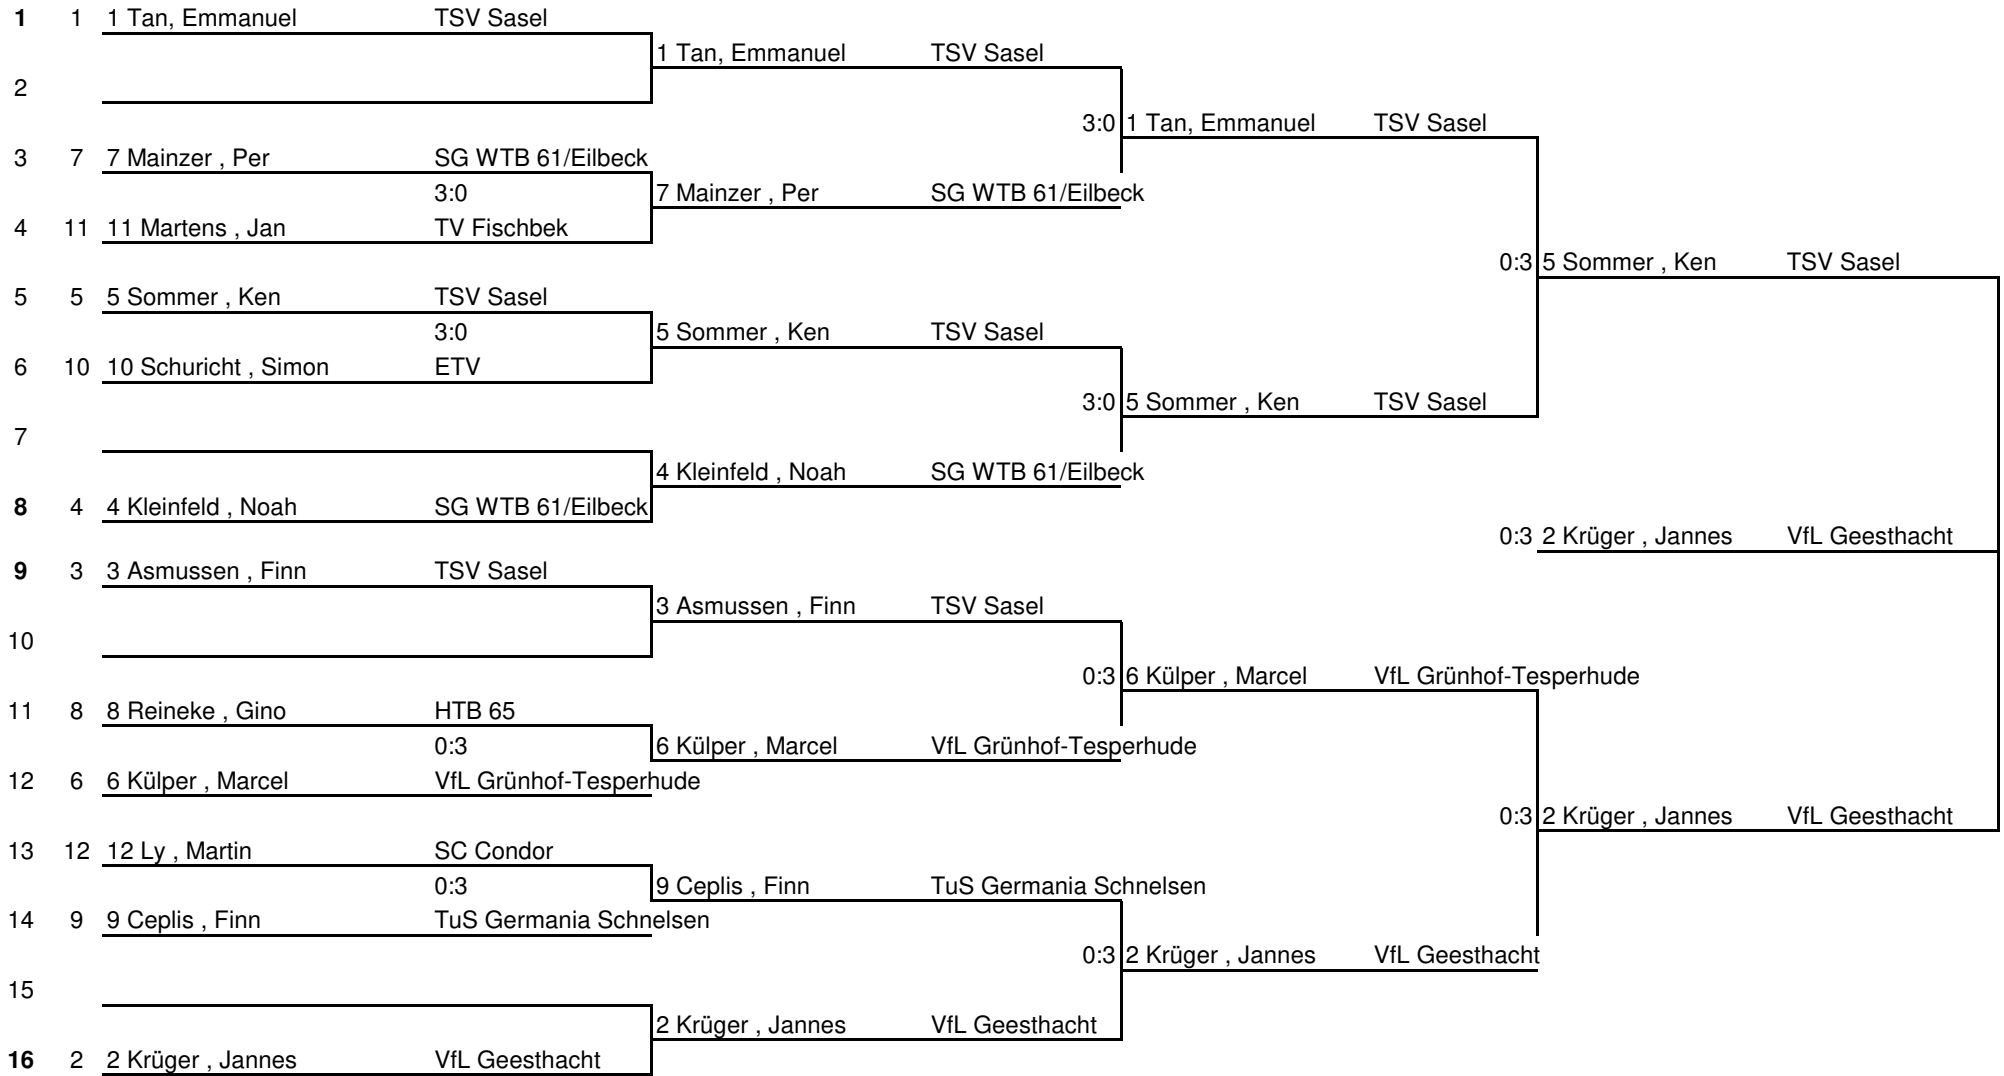 1 1 1 Tan, Emmanuel TSV Sasel
1 Tan, Emmanuel TSV Sasel
2
3:0 1 Tan, Emmanuel TSV Sasel
3 7 7 Mainzer , Per SG WTB 61/Eilbeck
3:0 7 Mainzer , Per SG WTB 61/Eilbeck
4 11 11 Martens , Jan TV Fischbek
0:3 5 Sommer , Ken TSV Sasel
5 5 5 Sommer , Ken TSV Sasel
3:0 5 Sommer , Ken TSV Sasel
6 10 10 Schuricht , Simon ETV
3:0 5 Sommer , Ken TSV Sasel
7
4 Kleinfeld , Noah SG WTB 61/Eilbeck
8 4 4 Kleinfeld , Noah SG WTB 61/Eilbeck
0:3 2 Krüger , Jannes VfL Geesthacht
9 3 3 Asmussen , Finn TSV Sasel
3 Asmussen , Finn TSV Sasel
10
0:3 6 Külper , Marcel VfL Grünhof-Tesperhude
11 8 8 Reineke , Gino HTB 65
0:3 6 Külper , Marcel VfL Grünhof-Tesperhude
12 6 6 Külper , Marcel VfL Grünhof-Tesperhude
0:3 2 Krüger , Jannes VfL Geesthacht
13 12 12 Ly , Martin SC Condor
0:3 9 Ceplis , Finn TuS Germania Schnelsen
14 9 9 Ceplis , Finn TuS Germania Schnelsen
0:3 2 Krüger , Jannes VfL Geesthacht
15
2 Krüger , Jannes VfL Geesthacht
16 2 2 Krüger , Jannes VfL Geesthacht